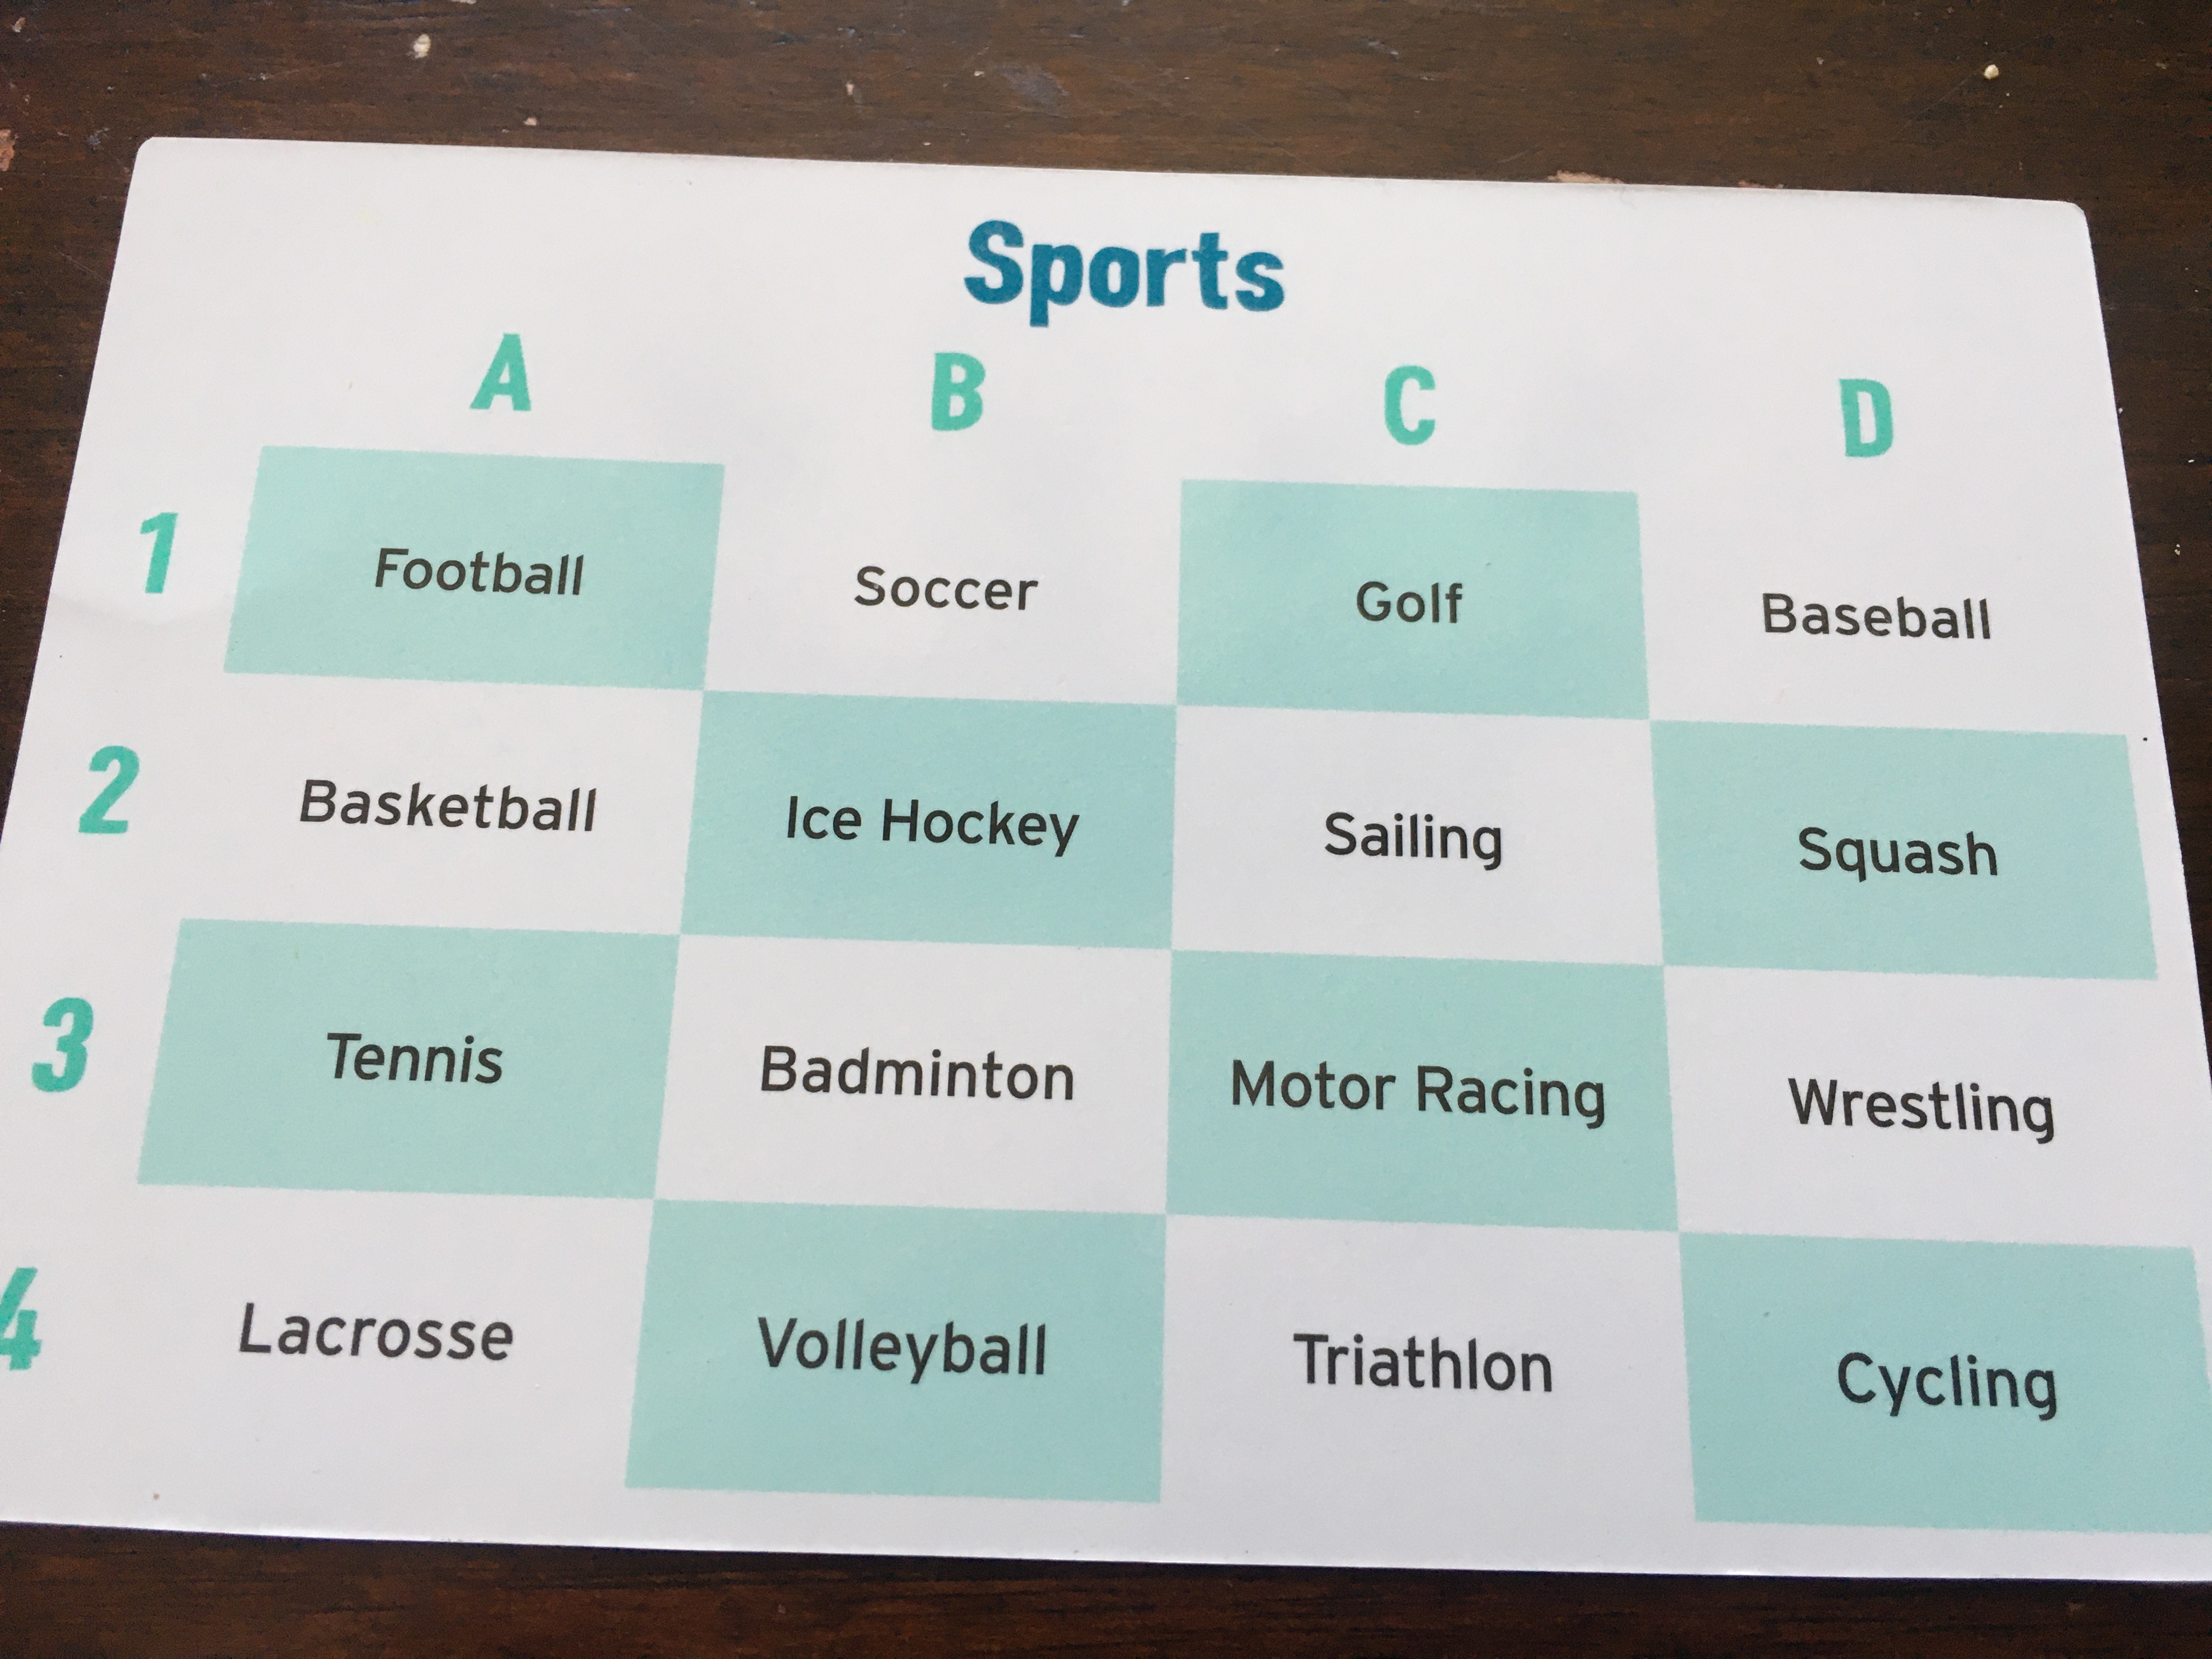 Sports
A B C D
1 Football Soccer Golf Baseball
2 Basketball Ice Hockey Sailing Squash
3 Tennis Badminton Motor Racing Wrestling
4 Lacrosse Volleyball Triathlon Cycling